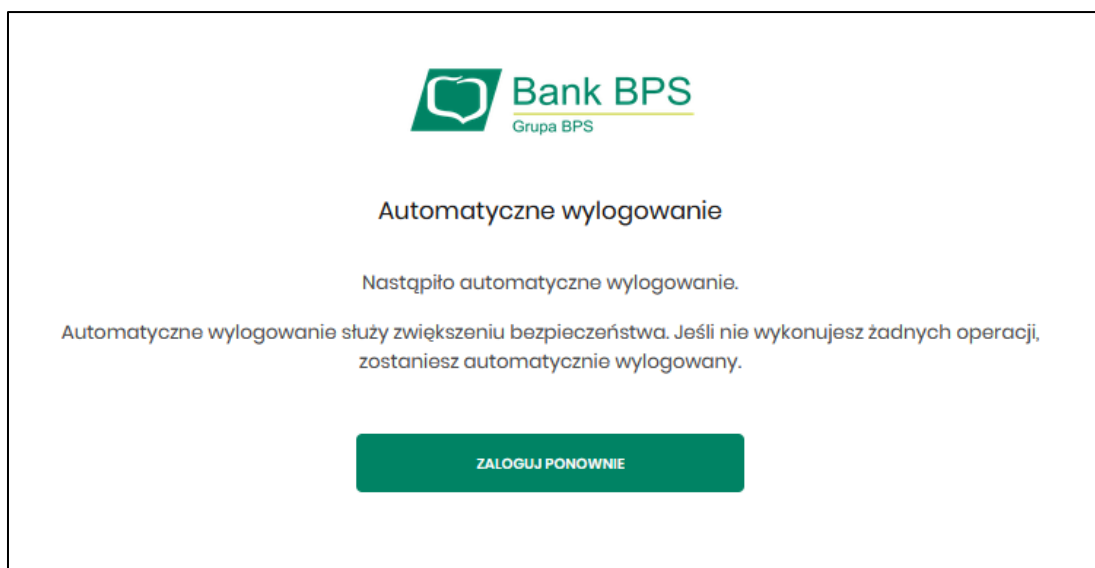 Bank BPS
Grupa BPS
Automatyczne wylogowanie
Nastąpiło automatyczne wylogowanie.
Automatyczne wylogowanie służy zwiększeniu bezpieczeństwa. Jeśli nie wykonujesz żadnych operacji,
zostaniesz automatycznie wylogowany.
ZALOGUJ PONOWNIE